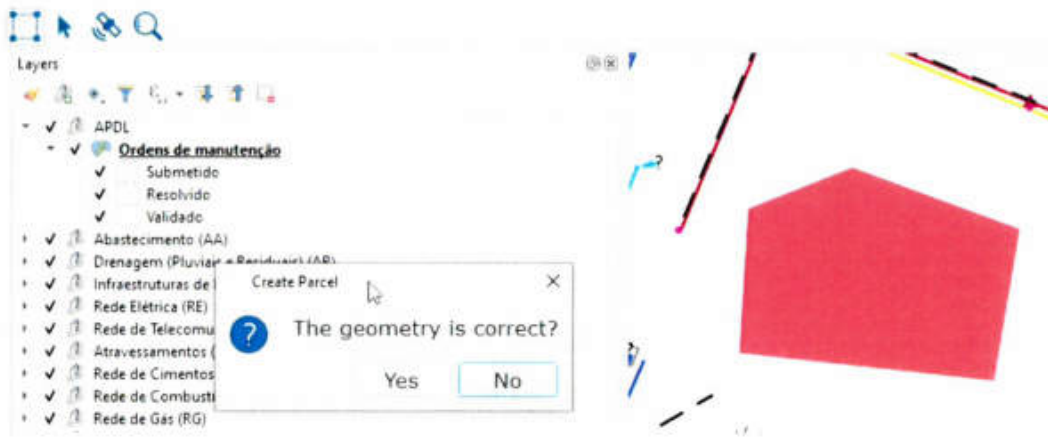 Layers
APDL
Ordens de manutenção
Submetido
Resolvido
Validado
Abastecimento (AA)
Drenagem (Pluviais e Residuais) (AR)
Infraestruturas de
Create Parcel
Rede Elétrica (RE)
The geometry is correct?
Rede de Telecomu
Atravessamentos (
Rede de Cimentos
Yes No
Rede de Combusti
Rede de Gás (RG)
?
?